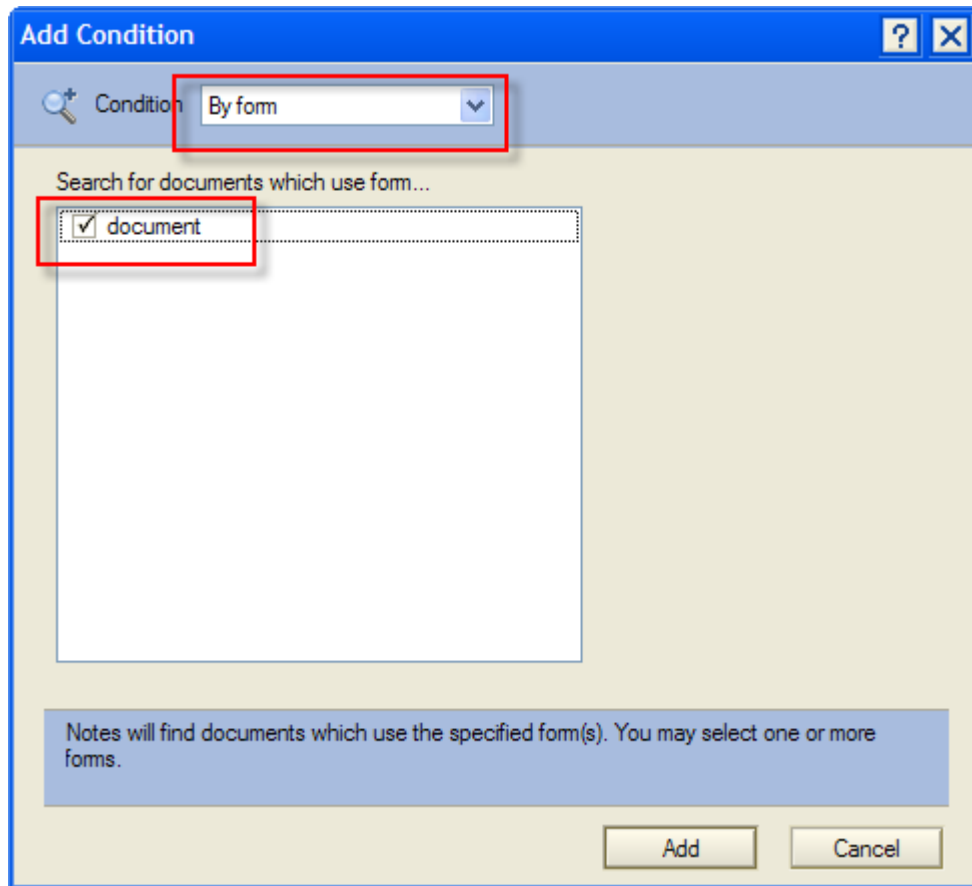 Add Condition
?
Condition By form
Search for documents which use form...
document
Notes will find documents which use the specified form(s). You may select one or more
forms.
Add Cancel